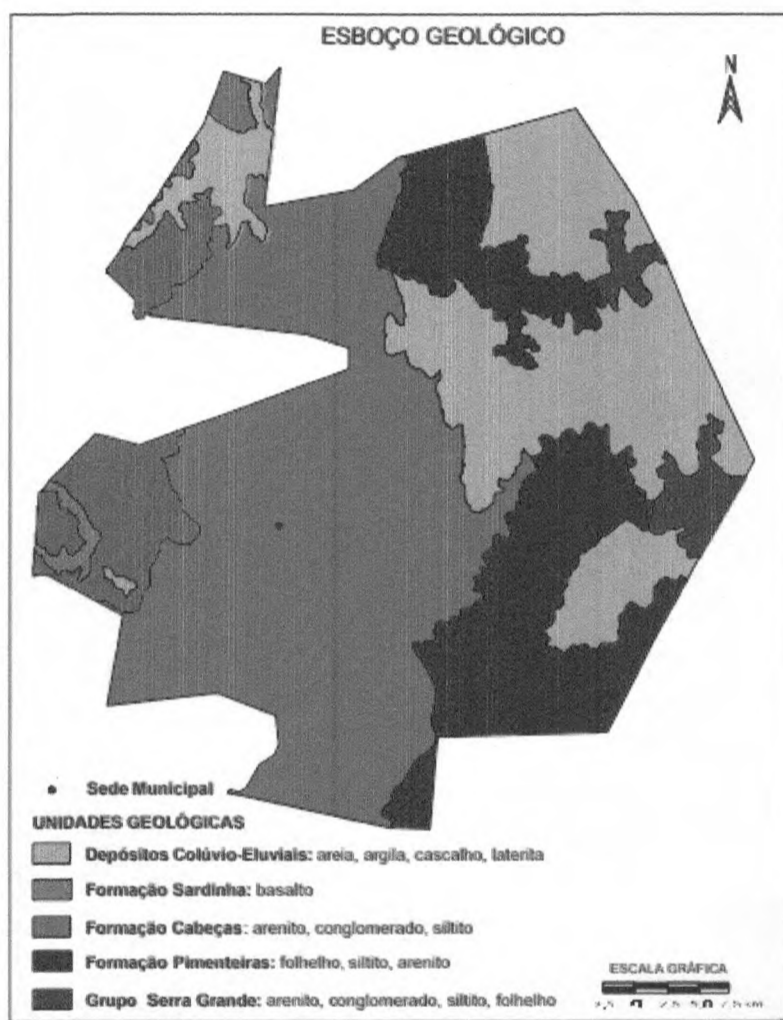 ESBOÇO GEOLÓGICO
N
Sede Municipal
UNIDADES GEOLÓGICAS
Depósitos Colúvio-Eluviais: areia, argila, cascalho, laterita
Formação Sardinha: basalto
Formação Cabeças: arenito, conglomerado, siltito
Formação Pimenteiras: folhelho, siltito, arenito
ESCALA GRÁFICA
Grupo Serra Grande: arenito, conglomerado, siltito, folhelho